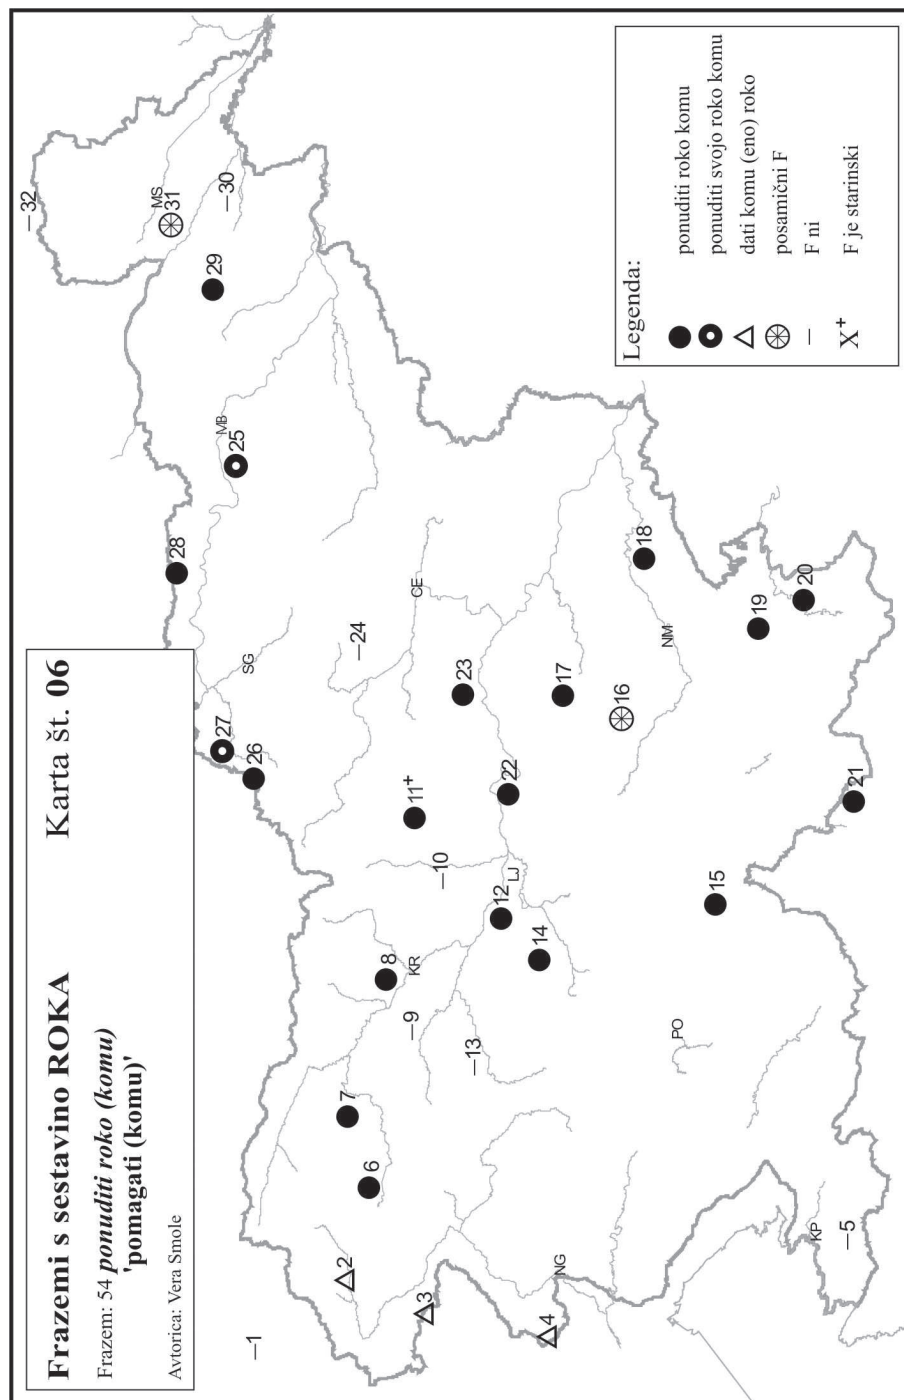 Frazemi s sestavino ROKA Karta št. 06
Frazem: 54 ponuditi roko (komu)
'pomagati (komu)'
Avtorica: Vera Smole
Legenda:
ponuditi roko komu
ponuditi svojo roko komu
dati komu (eno) roko
posamični F
– F ni
X+ F je starinski
–1
2
3
4
–5
6
7
8
–9
–10
11+
12
–13
14
15
16
17
18
19
20
21
22
23
–24
25
26
27
28
29
–30
31
–32
MS
MB
SG
CE
KR
LJ
NM
PO
NG
KP